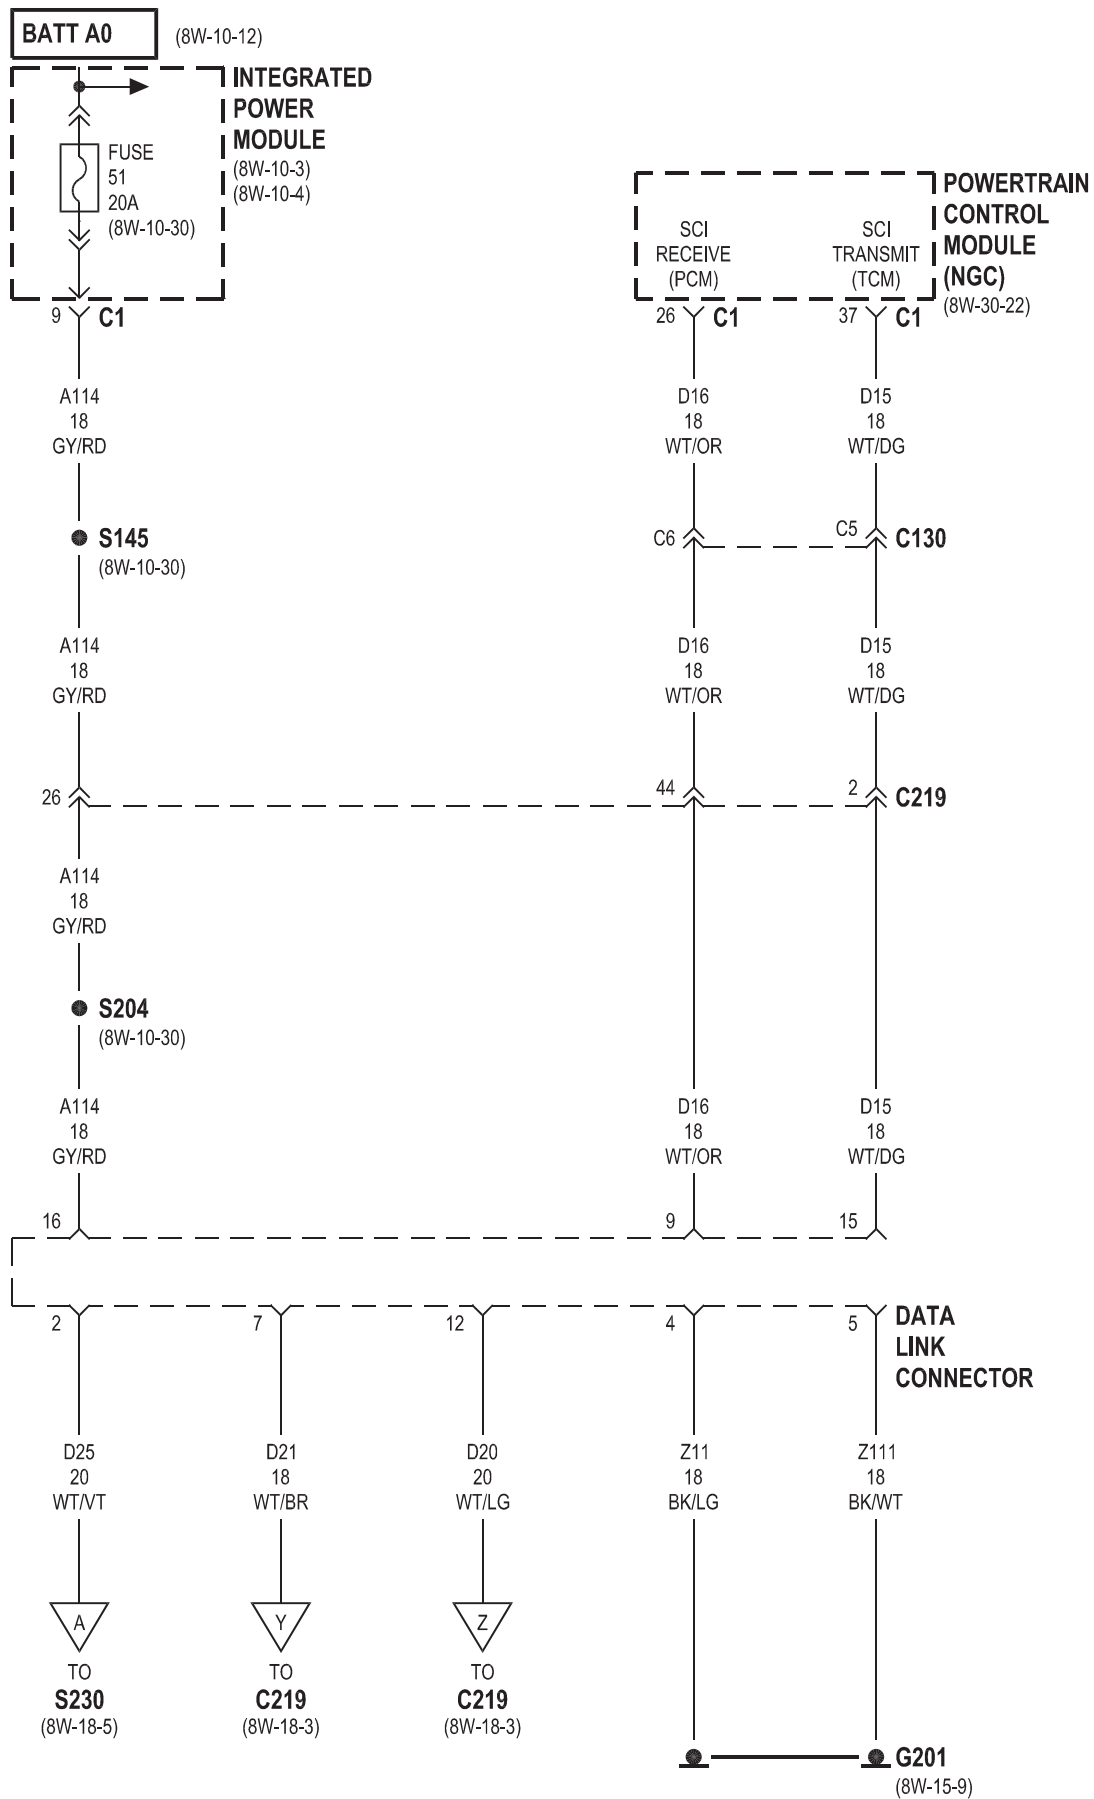 BATT A0
(8W-10-12)
INTEGRATED
POWER
MODULE
(8W-10-3)
(8W-10-4)
FUSE
51
20A
(8W-10-30)
POWERTRAIN
CONTROL
MODULE
(NGC)
(8W-30-22)
SCI
RECEIVE
(PCM)
SCI
TRANSMIT
(TCM)
9 C1
26 C1
37 C1
A114
18
GY/RD
D16
18
WT/OR
D15
18
WT/DG
S145
(8W-10-30)
C6
C5 C130
A114
18
GY/RD
D16
18
WT/OR
D15
18
WT/DG
26
44
2 C219
A114
18
GY/RD
S204
(8W-10-30)
A114
18
GY/RD
D16
18
WT/OR
D15
18
WT/DG
16
9
15
2
7
12
4
5
DATA
LINK
CONNECTOR
D25
20
WT/VT
D21
18
WT/BR
D20
20
WT/LG
Z11
18
BK/LG
Z111
18
BK/WT
A
TO
S230
(8W-18-5)
Y
TO
C219
(8W-18-3)
Z
TO
C219
(8W-18-3)
G201
(8W-15-9)